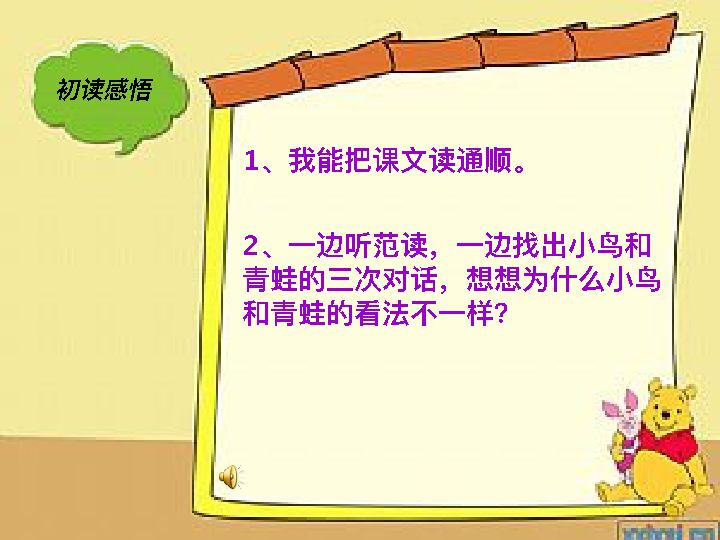 初读感悟
1、我能把课文读通顺。
2、一边听范读，一边找出小鸟和
青蛙的三次对话，想想为什么小鸟
和青蛙的看法不一样？